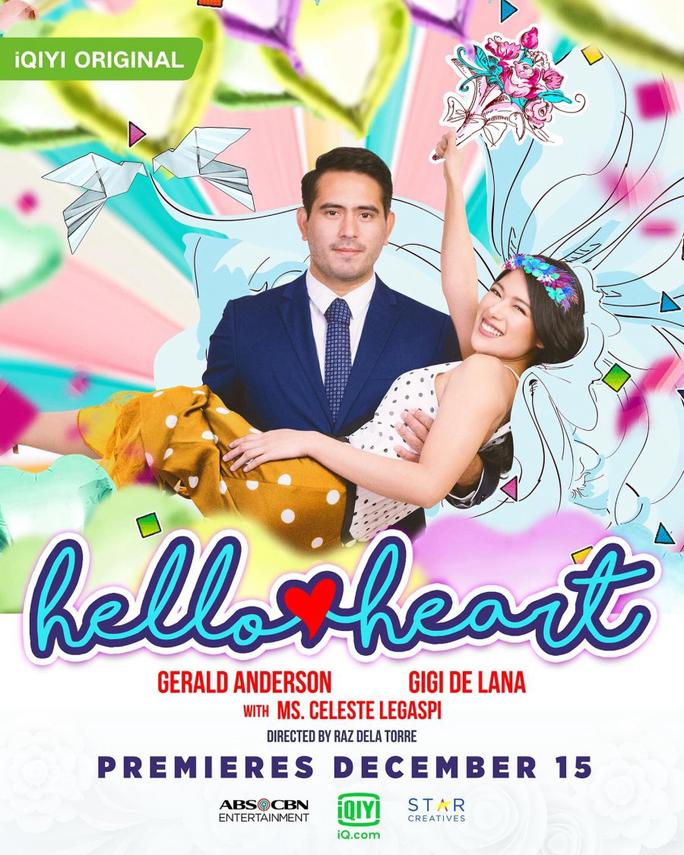 iQIYI ORIGINAL
hello heart
GERALD ANDERSON GIGI DE LANA
WITH MS. CELESTE LEGASPI
DIRECTED BY RAZ DELA TORRE
PREMIERES DECEMBER 15
ABS CBN
ENTERTAINMENT
iQIYI
iQ.com
STAR
CREATIVES